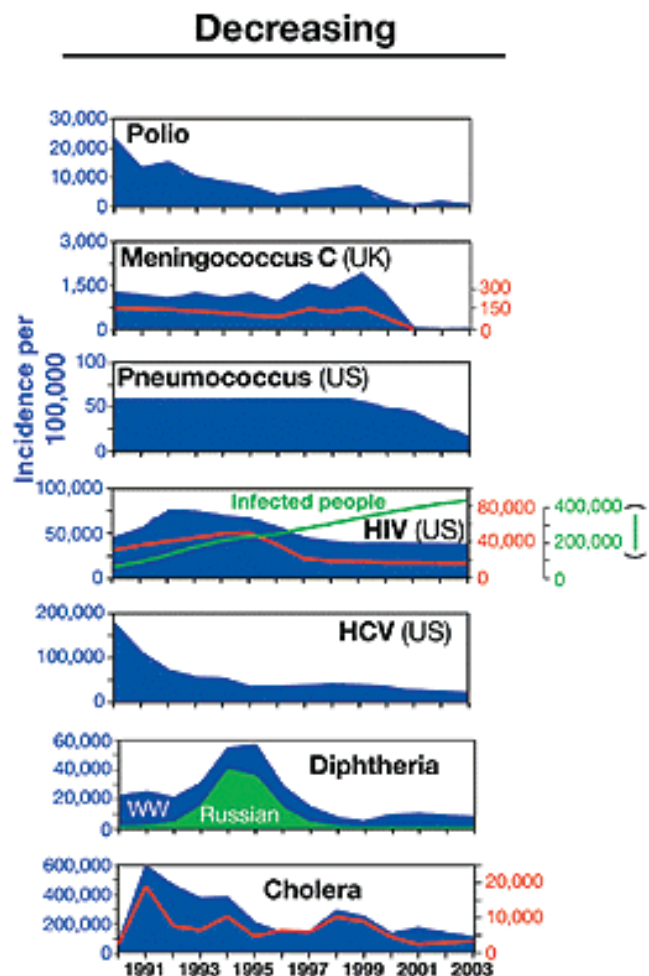 Decreasing
Incidence per
100,000
30,000
20,000
10,000
0
Polio
3,000
1,500
0
Meningococcus C (UK)
300
150
0
100
50
0
Pneumococcus (US)
100,000
50,000
0
Infected people
HIV (US)
80,000
40,000
0
400,000
200,000
0
200,000
100,000
0
HCV (US)
60,000
40,000
20,000
0
Diphtheria
WW
Russian
600,000
400,000
200,000
0
Cholera
20,000
10,000
0
1991 1993 1995 1997 1999 2001 2003